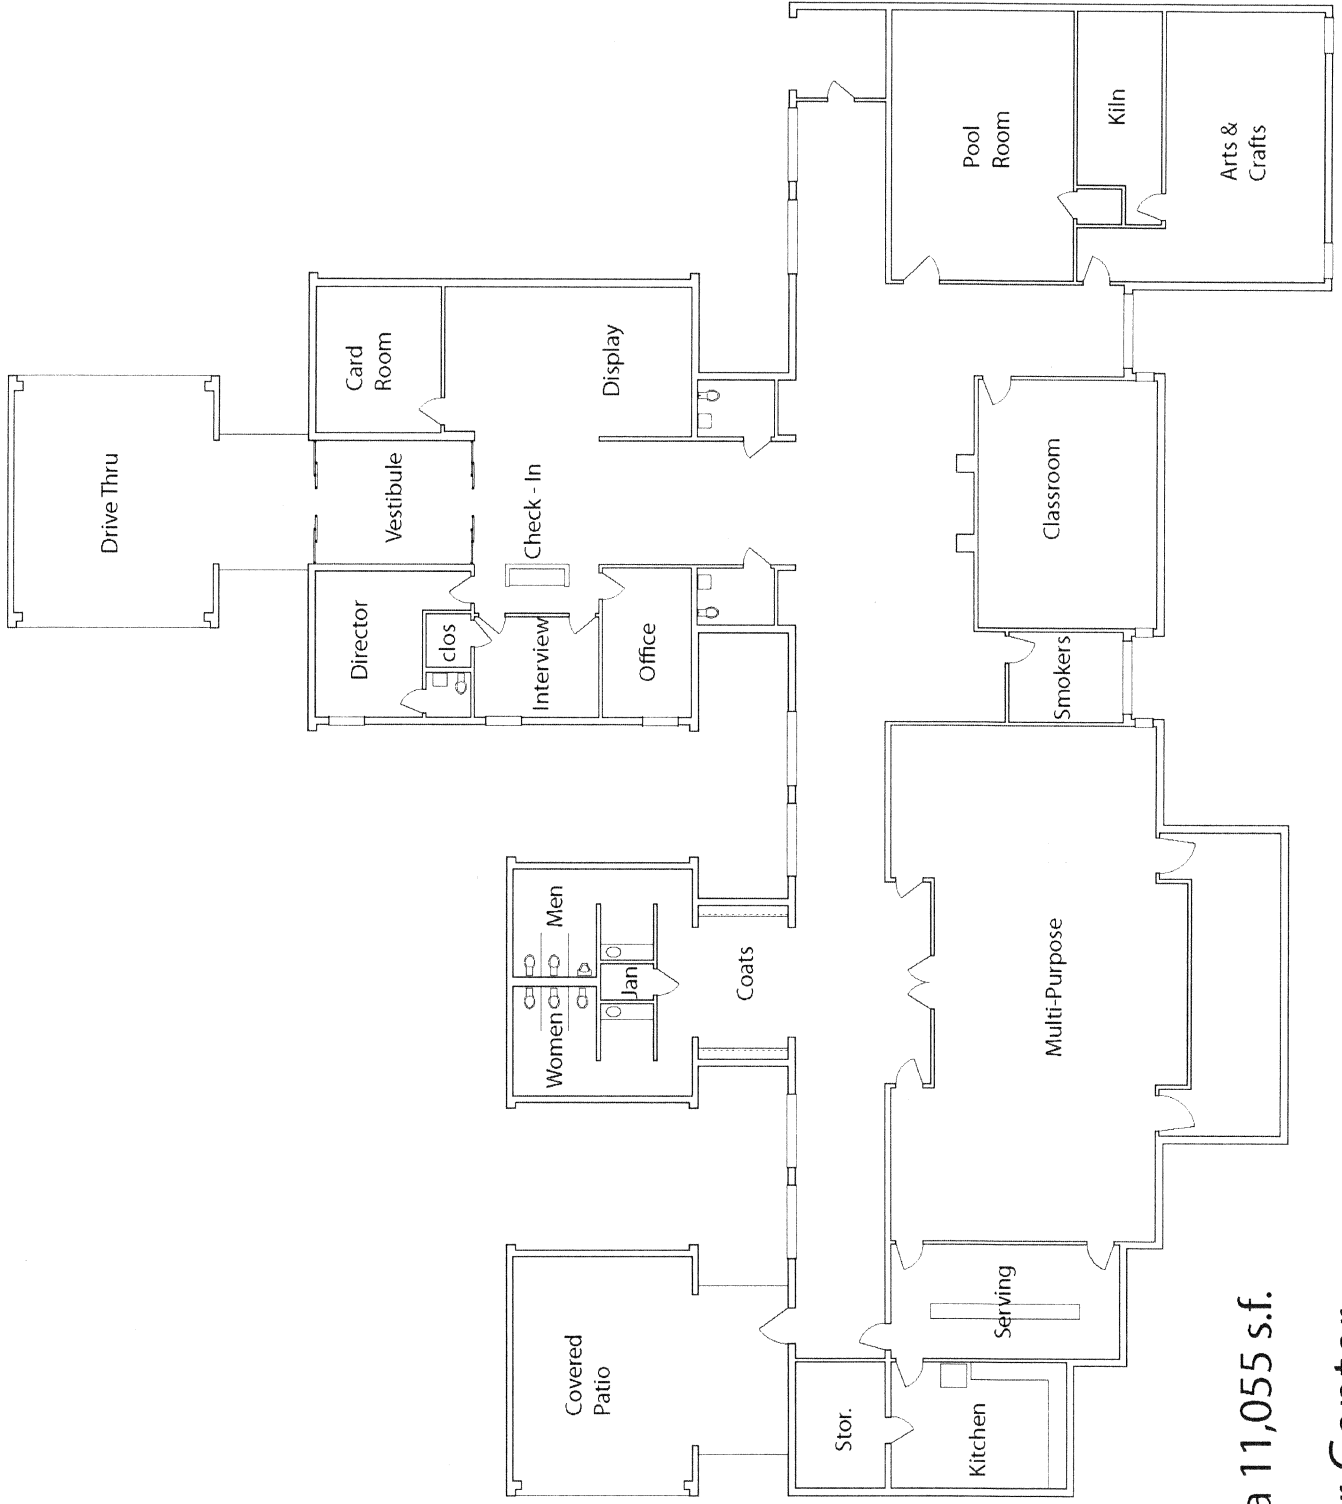 Drive Thru
Vestibule
Card
Room
Display
Check - In
Director
clos
Interview
Office
Pool
Room
Kiln
Arts &
Crafts
Classroom
Smokers
Men
Women
Jan
Coats
Multi-Purpose
Covered
Patio
Serving
Stor.
Kitchen
a 11,055 s.f.
Center